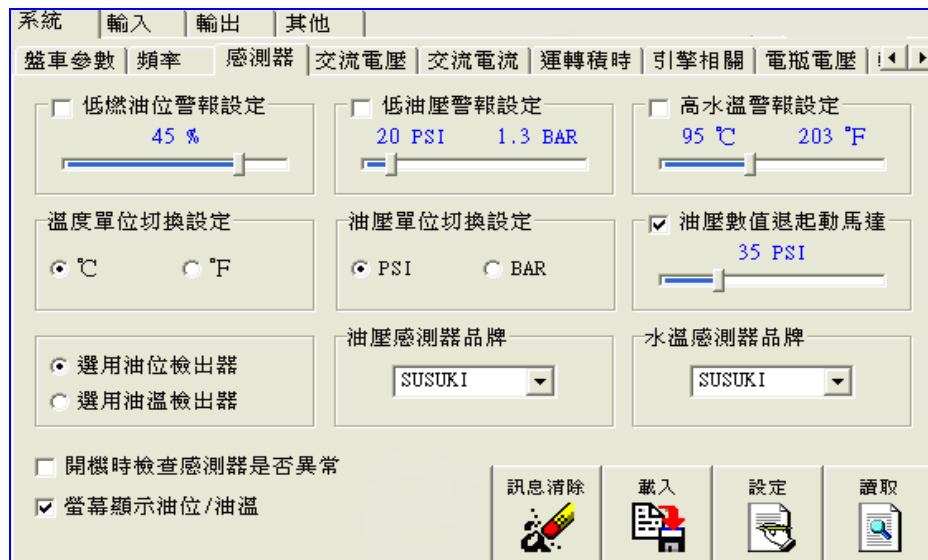 系統 輸入 輸出 其他
盤車參數 頻率 感測器 交流電壓 交流電流 運轉積時 引擎相關 電瓶電壓
低燃油位警報設定 低油壓警報設定 高水溫警報設定
45 % 20 PSI 1.3 BAR 95 ℃ 203 ℉
溫度單位切換設定 油壓單位切換設定 油壓數值退起動馬達
35 PSI
℃ ℉ PSI BAR
油壓感測器品牌 水溫感測器品牌
選用油位檢出器 SUSUKI SUSUKI
選用油溫檢出器
開機時檢查感測器是否異常
螢幕顯示油位/油溫
訊息清除 載入 設定 讀取